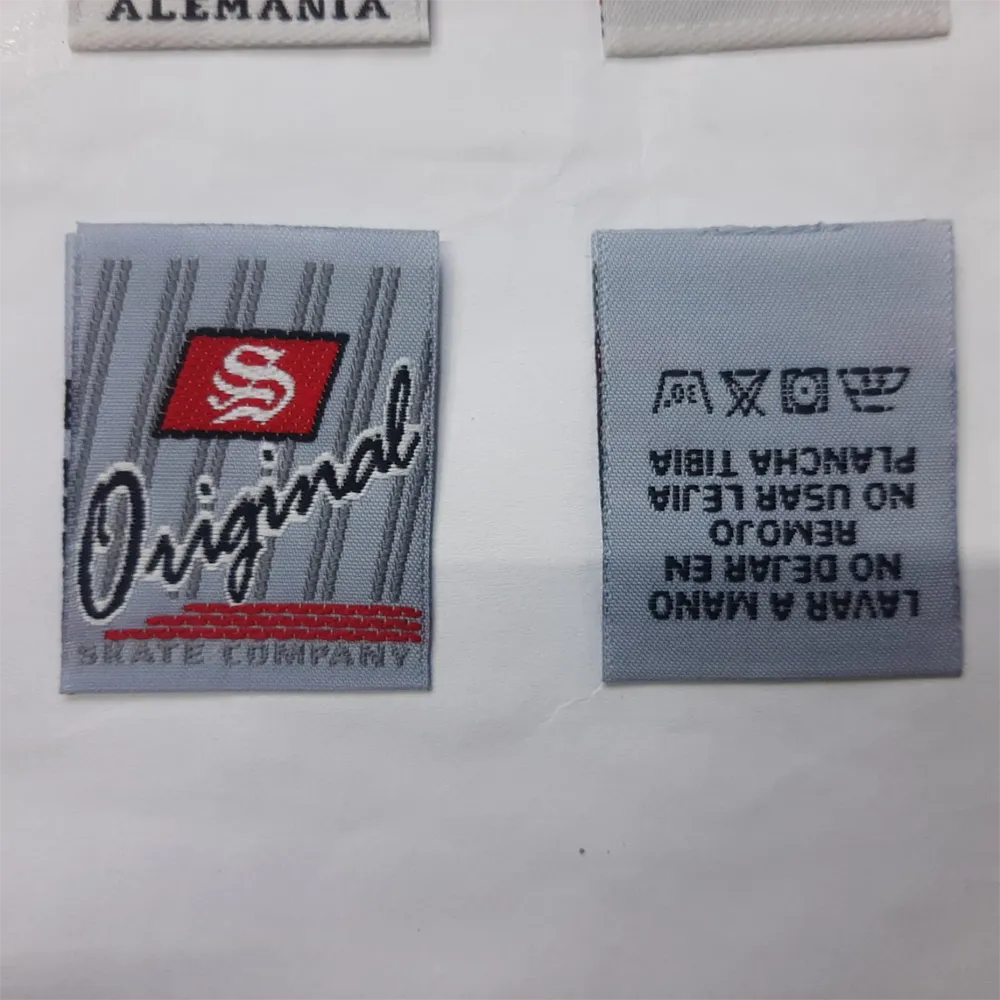 ALEMANIA
S
Original
SKATE COMPANY
LAVAR A MANO
NO DEJAR EN
REMOJO
NO USAR LEJIA
PLANCHA TIBIA
30°